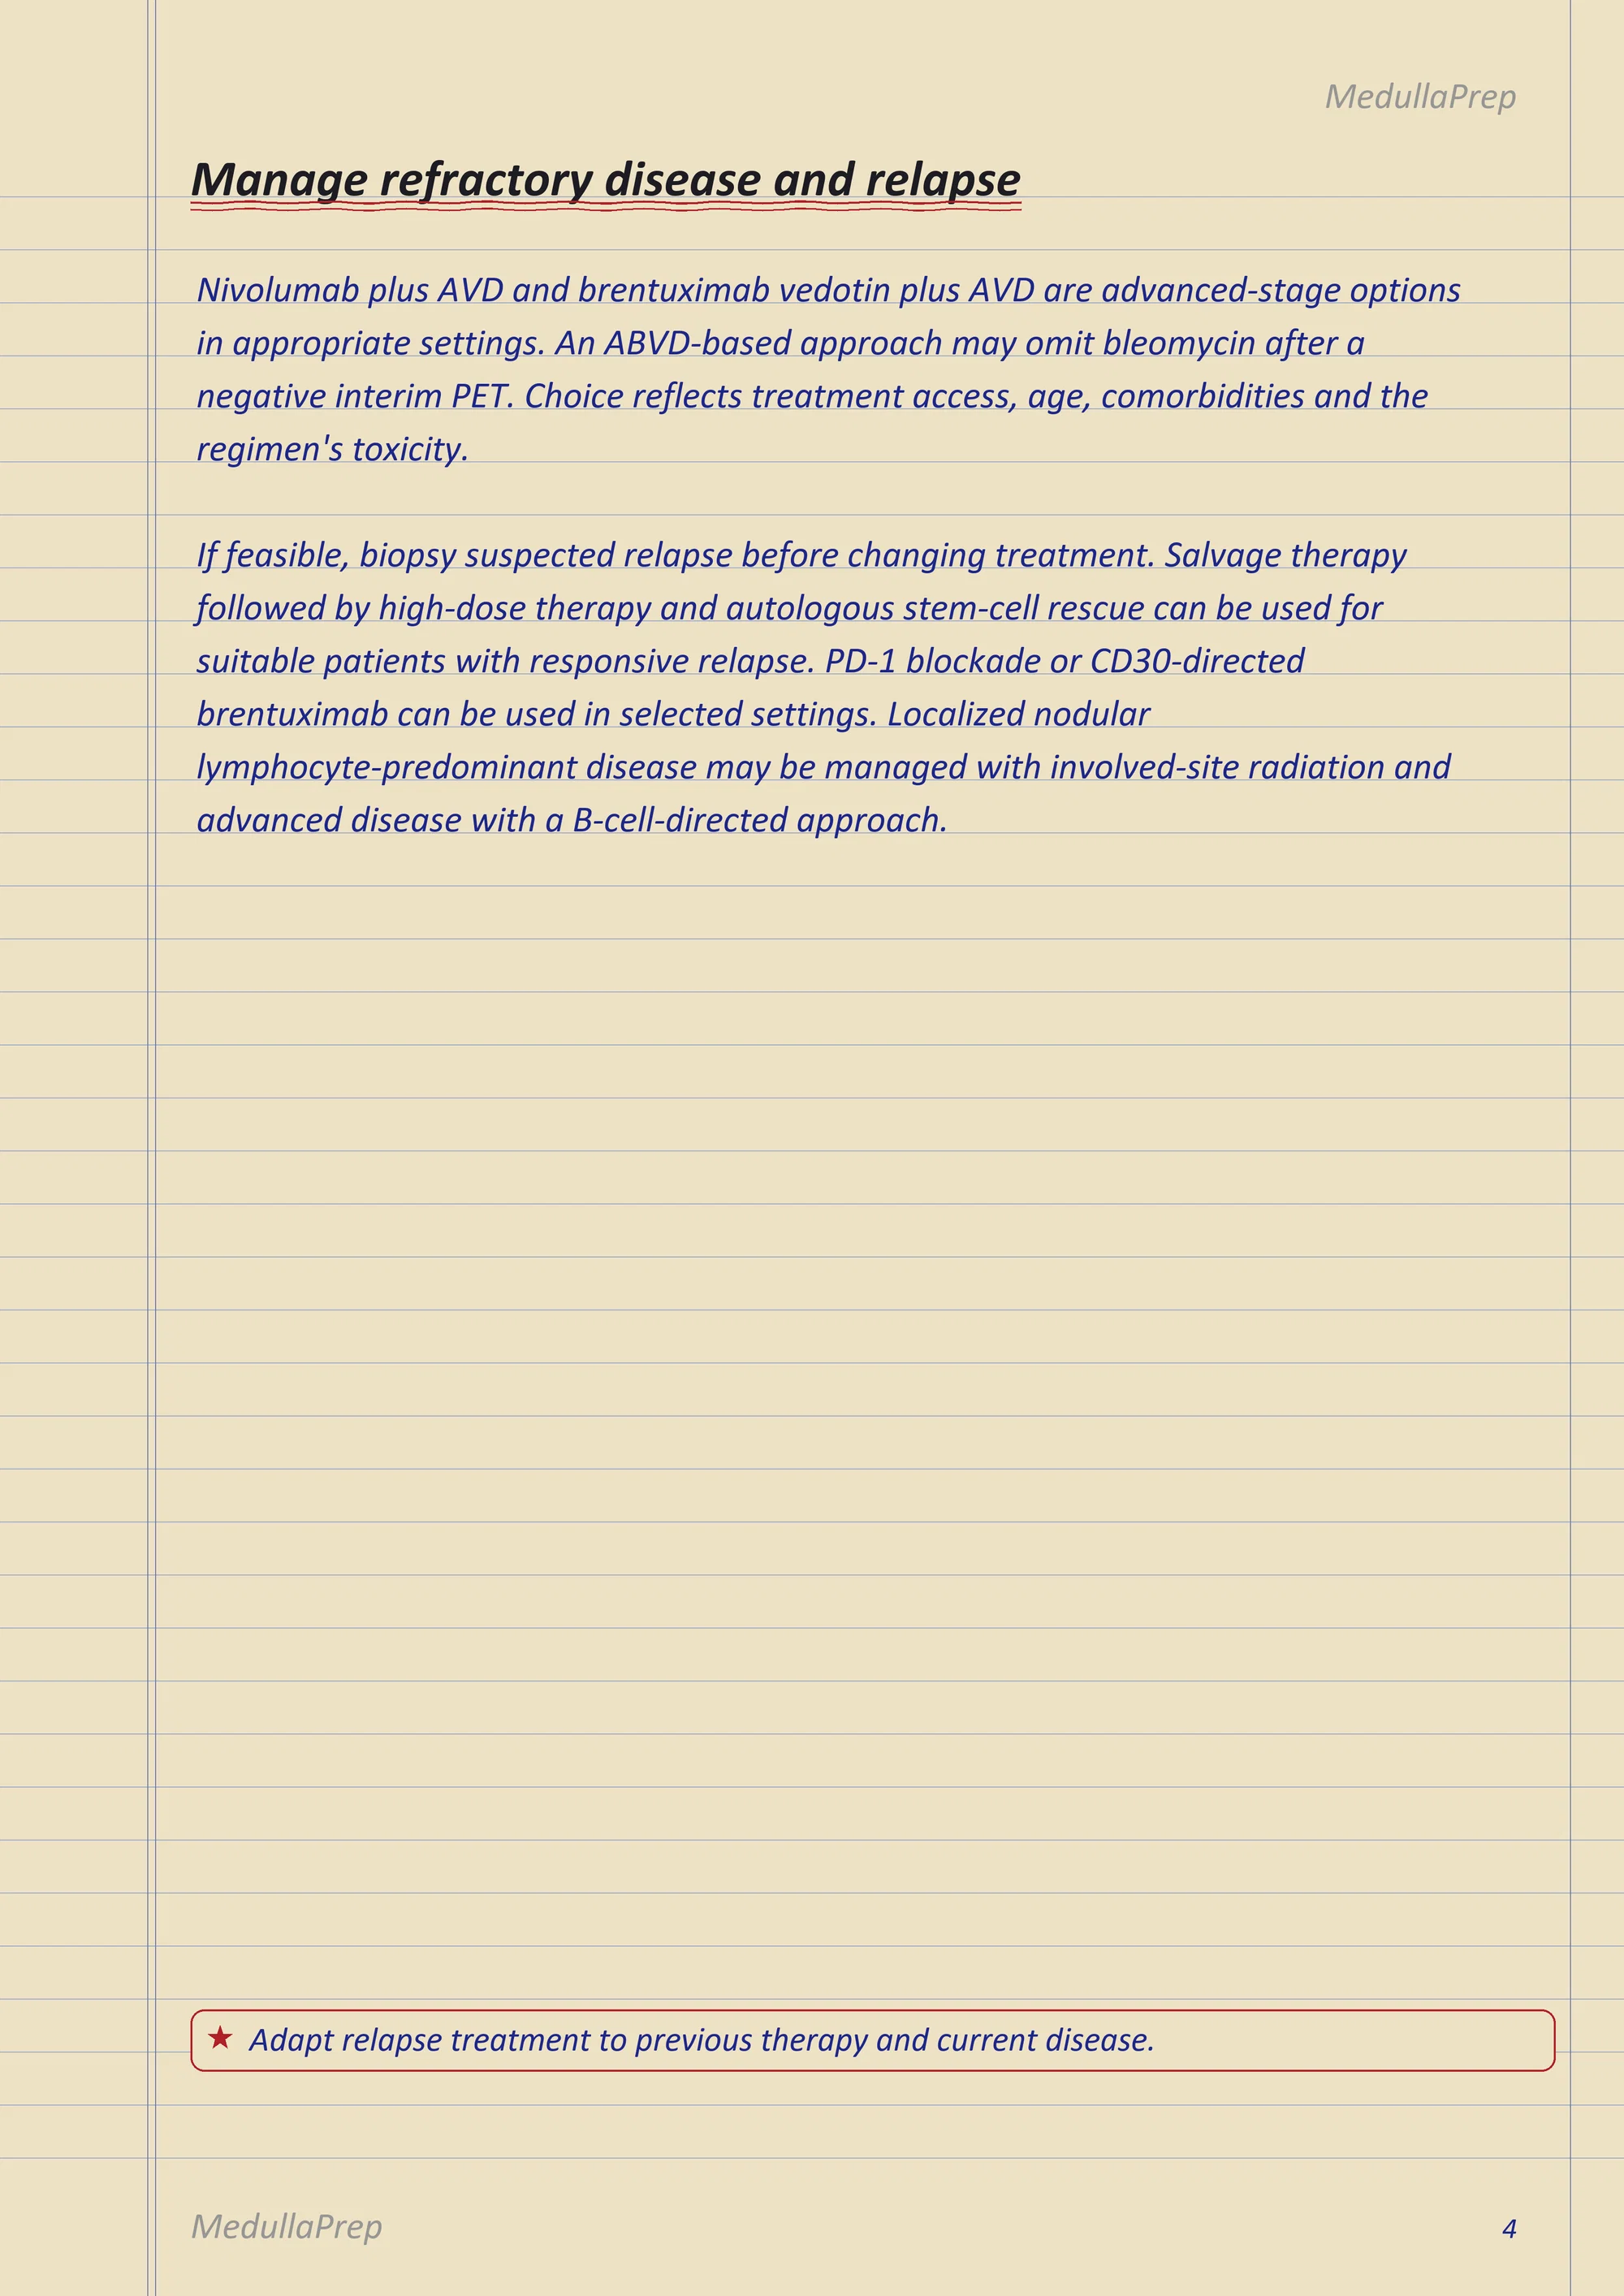 MedullaPrep
Manage refractory disease and relapse
Nivolumab plus AVD and brentuximab vedotin plus AVD are advanced-stage options
in appropriate settings. An ABVD-based approach may omit bleomycin after a
negative interim PET. Choice reflects treatment access, age, comorbidities and the
regimen's toxicity.
If feasible, biopsy suspected relapse before changing treatment. Salvage therapy
followed by high-dose therapy and autologous stem-cell rescue can be used for
suitable patients with responsive relapse. PD-1 blockade or CD30-directed
brentuximab can be used in selected settings. Localized nodular
lymphocyte-predominant disease may be managed with involved-site radiation and
advanced disease with a B-cell-directed approach.
★ Adapt relapse treatment to previous therapy and current disease.
MedullaPrep
4